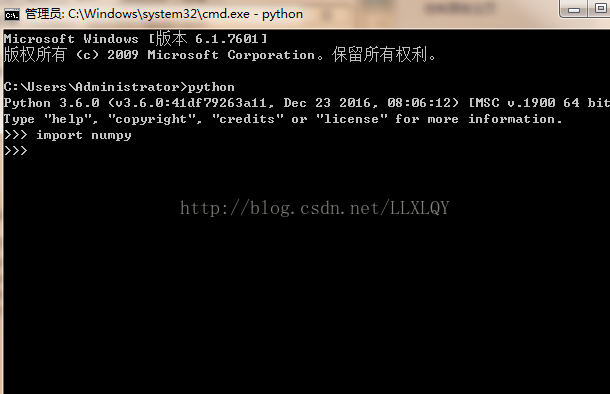 管理员: C:\Windows\system32\cmd.exe - python
Microsoft Windows [版本 6.1.7601]
版权所有 (c) 2009 Microsoft Corporation。保留所有权利。
C:\Users\Administrator>python
Python 3.6.0 (v3.6.0:41df79263a11, Dec 23 2016, 08:06:12) [MSC v.1900 64 bit
Type "help", "copyright", "credits" or "license" for more information.
>>> import numpy
>>>
http://blog.csdn.net/LLXLQY